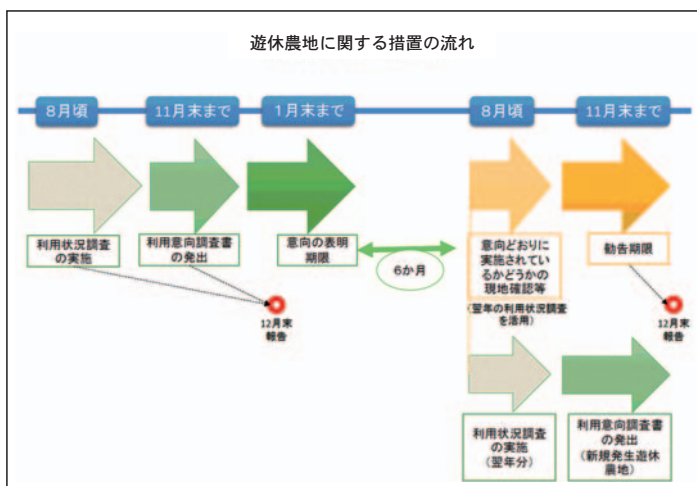 遊休農地に関する措置の流れ
8月頃
11月末まで
1月末まで
8月頃
11月末まで
利用状況調査
の実施
利用意向調査書
の発出
意向の表明
期限
6か月
意向どおりに
実施されてい
るかどうかの
現地確認等
(翌年の利用状況調査
を活用)
勧告期限
12月末
報告
12月末
報告
利用状況調査
の実施
(翌年分)
利用意向調査書
の発出
(新規発生遊休
農地)